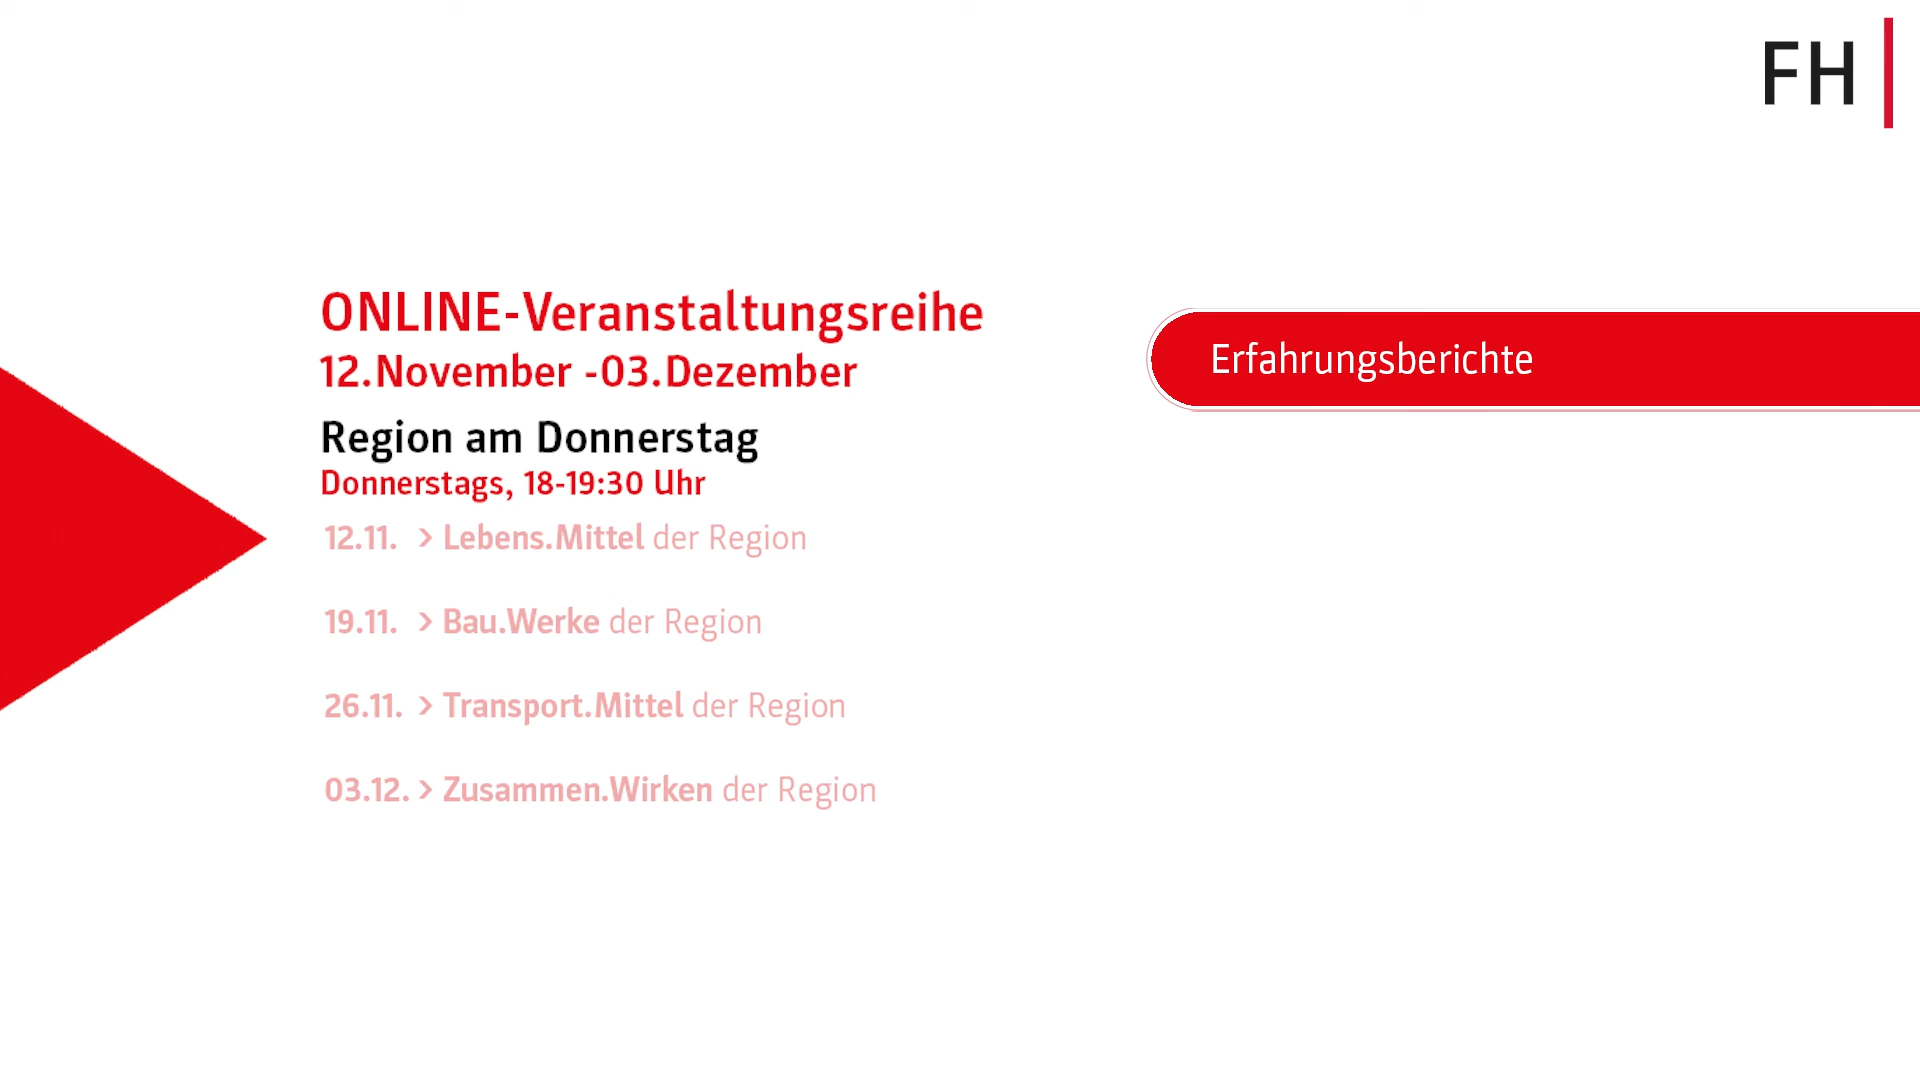 FH
ONLINE-Veranstaltungsreihe
12.November -03.Dezember
Region am Donnerstag
Donnerstags, 18-19:30 Uhr
12.11. > Lebens.Mittel der Region
19.11. > Bau.Werke der Region
26.11. > Transport.Mittel der Region
03.12. > Zusammen.Wirken der Region
Erfahrungsberichte